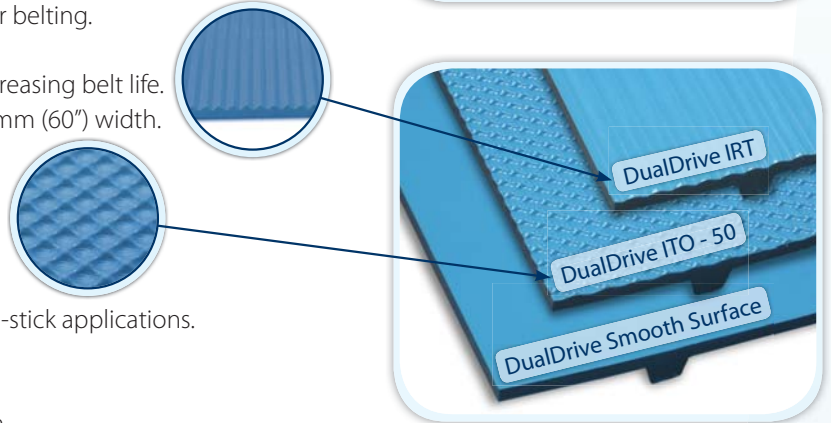 r belting.
reasing belt life.
mm (60”) width.
-stick applications.
DualDrive IRT
DualDrive ITO - 50
DualDrive Smooth Surface